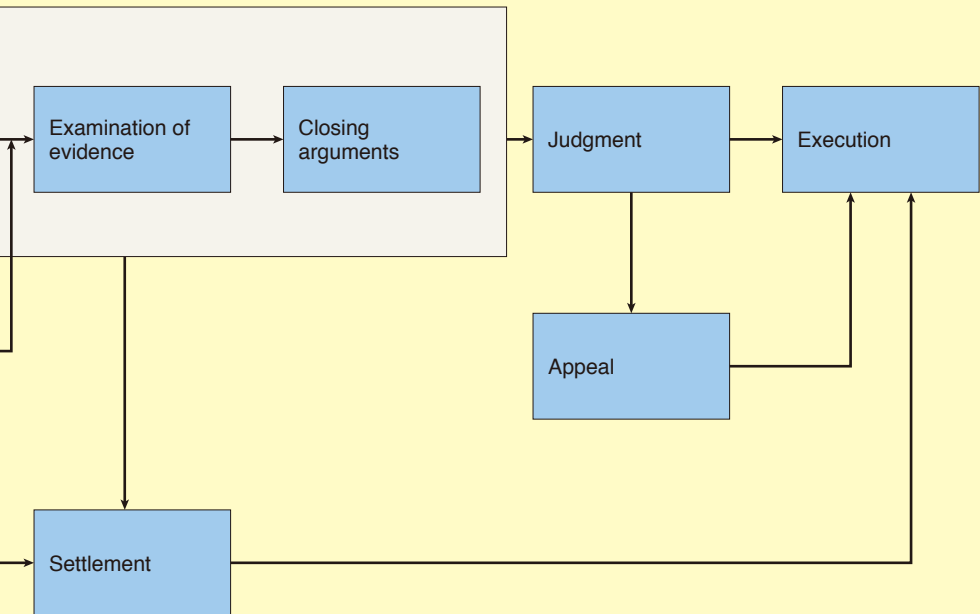 Examination of
evidence
Closing
arguments
Judgment
Execution
Appeal
Settlement